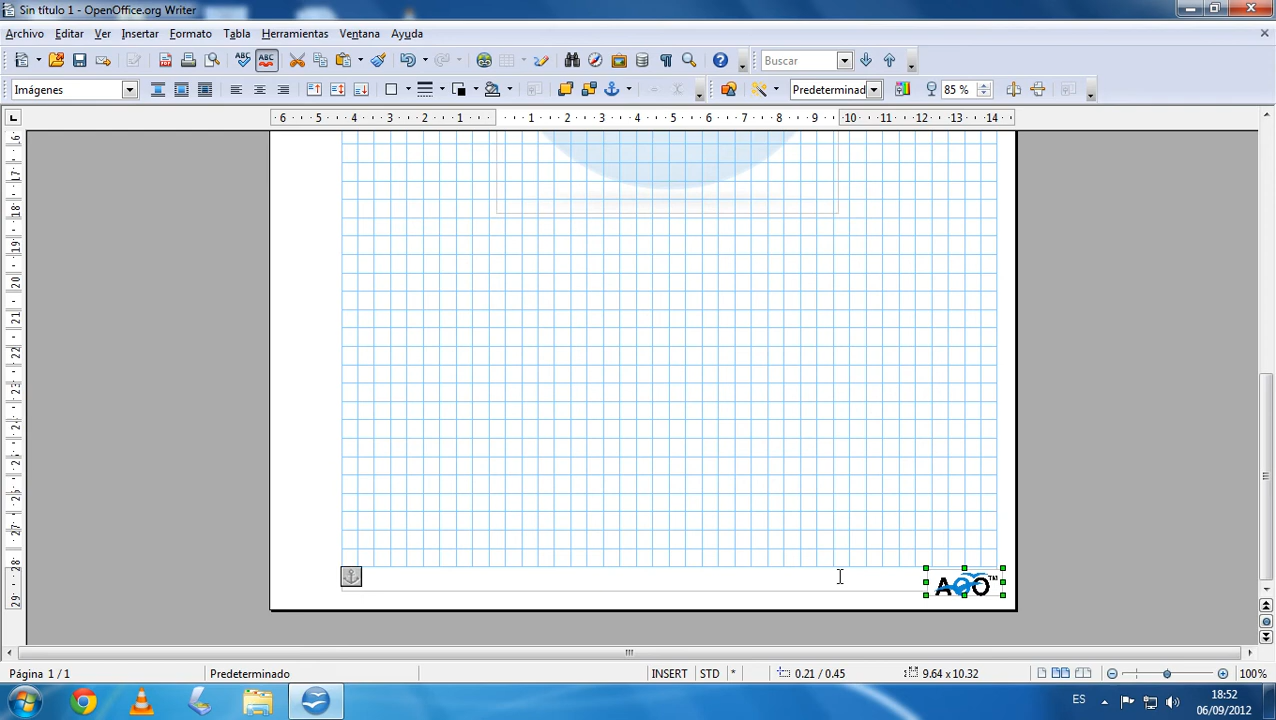 Sin título 1 - OpenOffice.org Writer
Archivo Editar Ver Insertar Formato Tabla Herramientas Ventana Ayuda
ABC ABC Buscar
Imágenes Predeterminad 85 %
6 5 4 3 2 1 1 2 3 4 5 6 7 8 9 10 11 12 13 14
16
17
18
19
20
21
22
23
24
25
26
27
28
29
AOO™
Página 1 / 1 Predeterminado INSERT STD * 0.21 / 0.45 9.64 x 10.32 100%
ES 18:52
06/09/2012